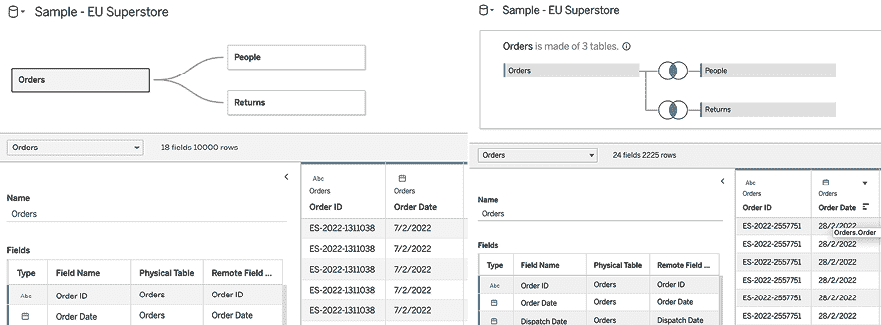 Sample - EU Superstore
Orders
People
Returns
Orders
18 fields 10000 rows
Name
Orders
Fields
Type Field Name Physical Table Remote Field ...
Abc Order ID Orders Order ID
Order Date Orders Order Date
Abc
Orders Orders
Order ID Order Date
ES-2022-1311038 7/2/2022
ES-2022-1311038 7/2/2022
ES-2022-1311038 7/2/2022
ES-2022-1311038 7/2/2022
ES-2022-1311038 7/2/2022
Sample - EU Superstore
Orders is made of 3 tables.
Orders
People
Returns
Orders
24 fields 2225 rows
Name
Orders
Fields
Type Field Name Physical Table Remote Field ...
Abc Order ID Orders Order ID
Order Date Orders Order Date
Dispatch Date Orders Dispatch Date
Abc
Orders Orders
Order ID Order Date
ES-2022-2557751 28/2/2022
Orders.Order
ES-2022-2557751 28/2/2022
ES-2022-2557751 28/2/2022
ES-2022-2557751 28/2/2022
ES-2022-2557751 28/2/2022
ES-2022-2557751 28/2/2022